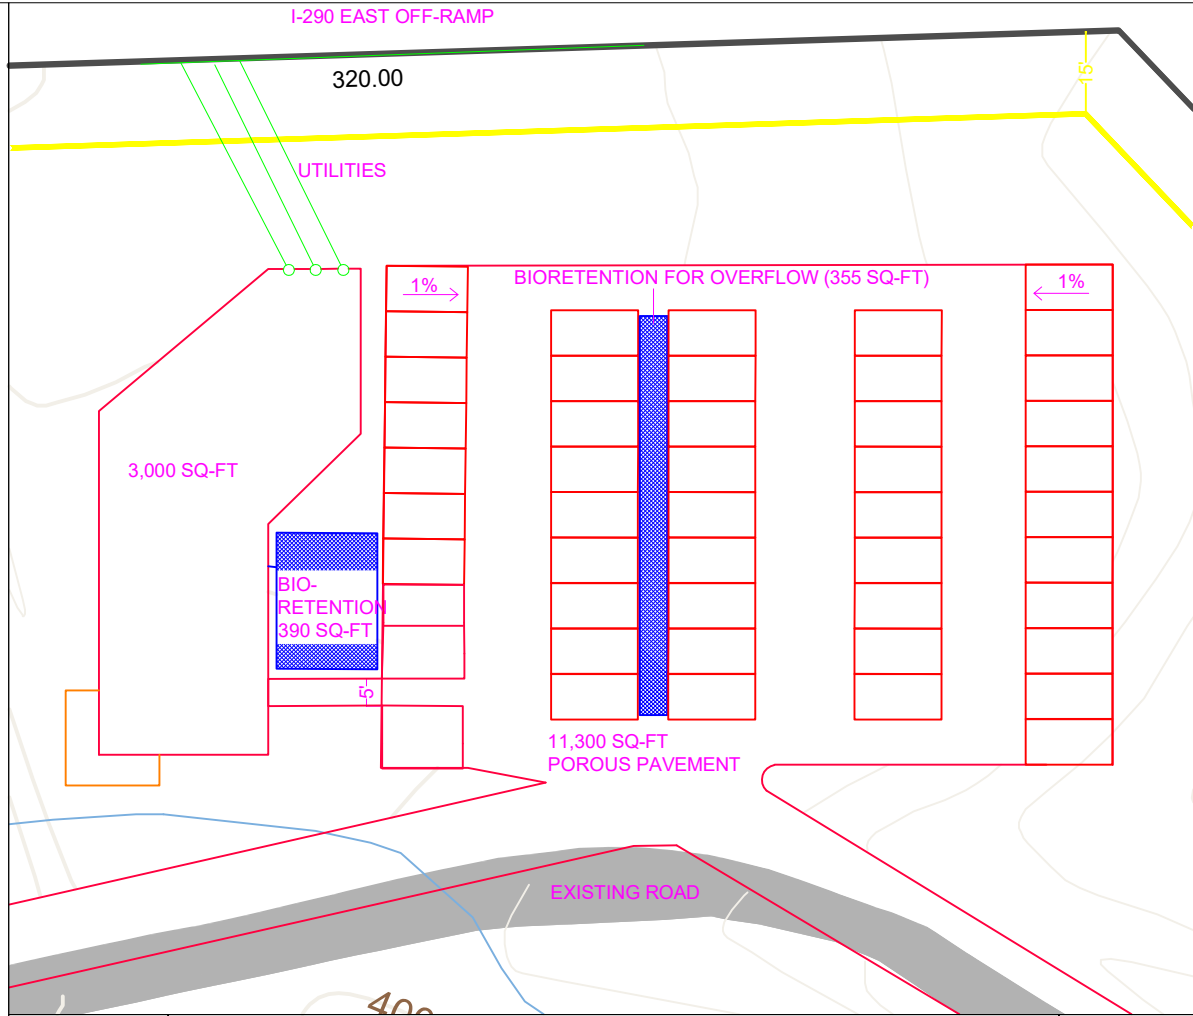 I-290 EAST OFF-RAMP
320.00
15'
UTILITIES
BIORETENTION FOR OVERFLOW (355 SQ-FT)
1%
1%
3,000 SQ-FT
BIO-
RETENTION
390 SQ-FT
5'
11,300 SQ-FT
POROUS PAVEMENT
EXISTING ROAD